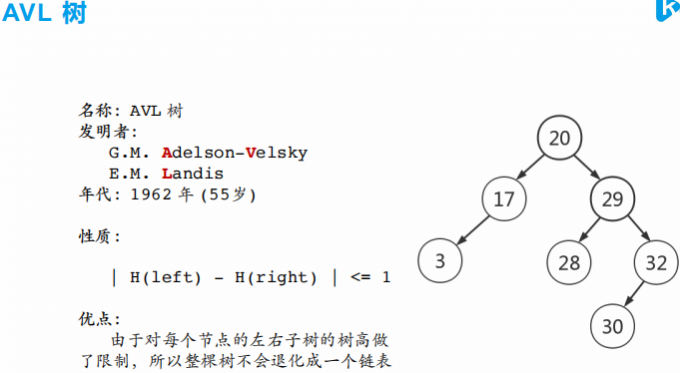 AVL 树
名称: AVL 树
发明者:
G.M. Adelson-Velsky
E.M. Landis
年代: 1962 年 (55岁)
性质:
| H(left) - H(right) | <= 1
优点:
由于对每个节点的左右子树的树高做
了限制, 所以整棵树不会退化成一个链表
20
17
29
3
28
32
30